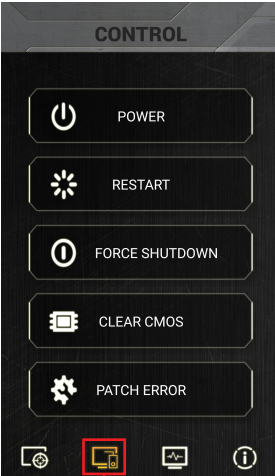 CONTROL
POWER
RESTART
FORCE SHUTDOWN
CLEAR CMOS
PATCH ERROR